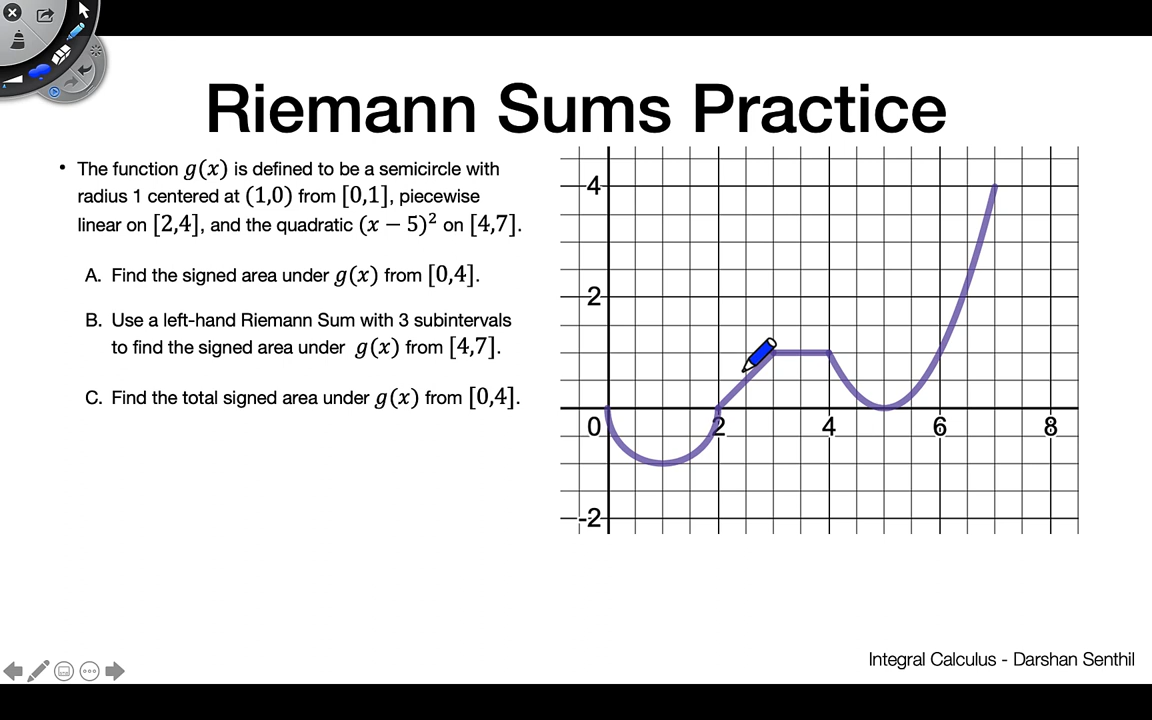 Riemann Sums Practice
• The function g(x) is defined to be a semicircle with
radius 1 centered at (1,0) from [0,1], piecewise
linear on [2,4], and the quadratic (x − 5)² on [4,7].
A. Find the signed area under g(x) from [0,4].
B. Use a left-hand Riemann Sum with 3 subintervals
to find the signed area under g(x) from [4,7].
C. Find the total signed area under g(x) from [0,4].
4
2
0 2 4 6 8
-2
Integral Calculus - Darshan Senthil